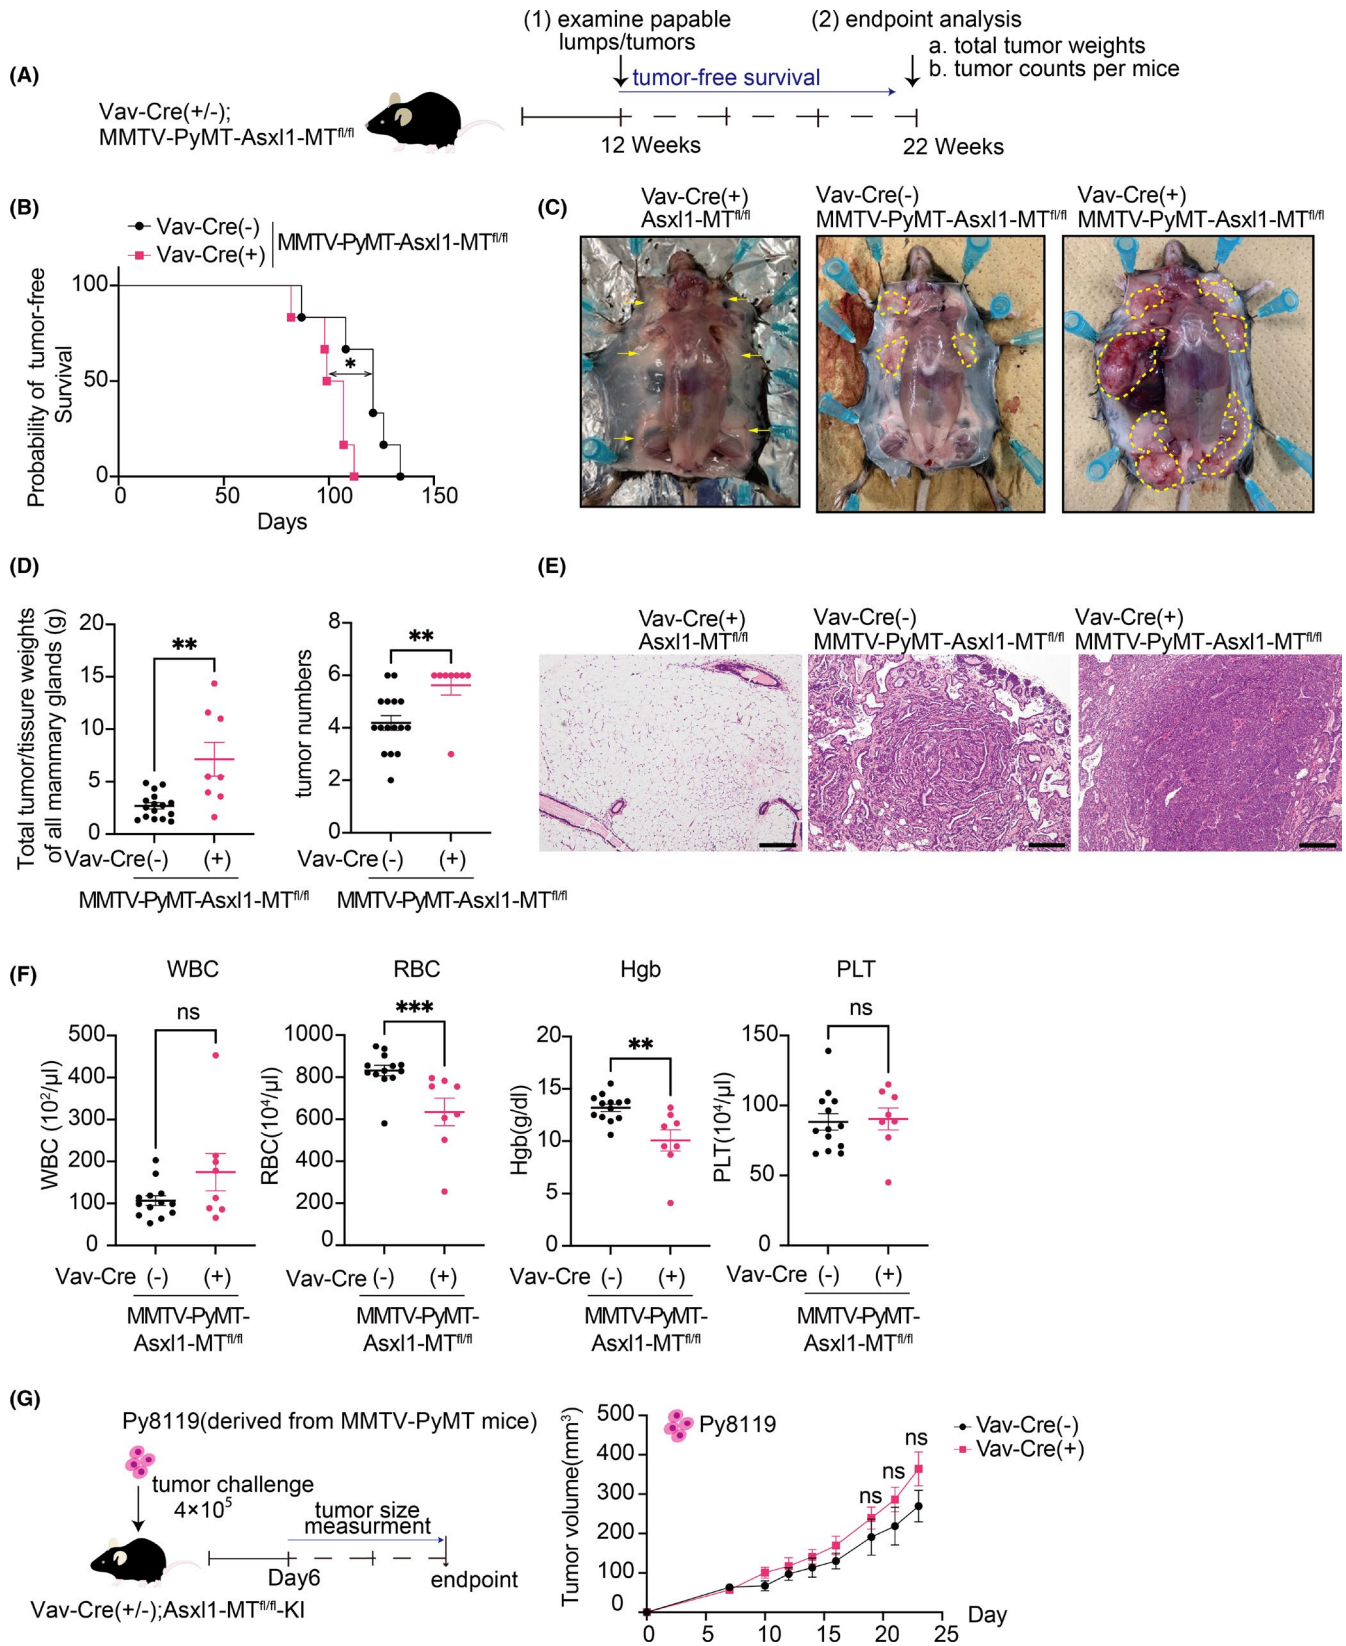 (A)
(1) examine papable
lumps/tumors
(2) endpoint analysis
a. total tumor weights
b. tumor counts per mice
tumor-free survival
Vav-Cre(+/-);
MMTV-PyMT-Asxl1-MTfl/fl
12 Weeks
22 Weeks
(B)
Vav-Cre(-)
Vav-Cre(+)
MMTV-PyMT-Asxl1-MTfl/fl
Probability of tumor-free
Survival
100
50
0
*
0
50
100
150
Days
(C)
Vav-Cre(+)
Asxl1-MTfl/fl
Vav-Cre(-)
MMTV-PyMT-Asxl1-MTfl/fl
Vav-Cre(+)
MMTV-PyMT-Asxl1-MTfl/fl
(D)
Total tumor/tissue weights
of all mammary glands (g)
20
15
10
5
0
**
Vav-Cre(-)
(+)
MMTV-PyMT-Asxl1-MTfl/fl
tumor numbers
8
6
4
2
0
**
Vav-Cre (-)
(+)
MMTV-PyMT-Asxl1-MTfl/fl
(E)
Vav-Cre(+)
Asxl1-MTfl/fl
Vav-Cre(-)
MMTV-PyMT-Asxl1-MTfl/fl
Vav-Cre(+)
MMTV-PyMT-Asxl1-MTfl/fl
(F)
WBC
ns
WBC (10²/μl)
500
400
300
200
100
0
Vav-Cre (-)
(+)
MMTV-PyMT-
Asxl1-MTfl/fl
RBC
***
RBC(10⁴/μl)
1000
800
600
400
200
0
Vav-Cre (-)
(+)
MMTV-PyMT-
Asxl1-MTfl/fl
Hgb
**
Hgb(g/dl)
20
15
10
5
0
Vav-Cre (-)
(+)
MMTV-PyMT-
Asxl1-MTfl/fl
PLT
ns
PLT(10⁴/μl)
150
100
50
0
Vav-Cre (-)
(+)
MMTV-PyMT-
Asxl1-MTfl/fl
(G)
Py8119(derived from MMTV-PyMT mice)
tumor challenge
4×10⁵
tumor size
measurment
Day6
endpoint
Vav-Cre(+/-);Asxl1-MTfl/fl-KI
Tumor volume(mm³)
500
400
300
200
100
0
Py8119
ns
ns
ns
Vav-Cre(-)
Vav-Cre(+)
0
5
10
15
20
25
Day